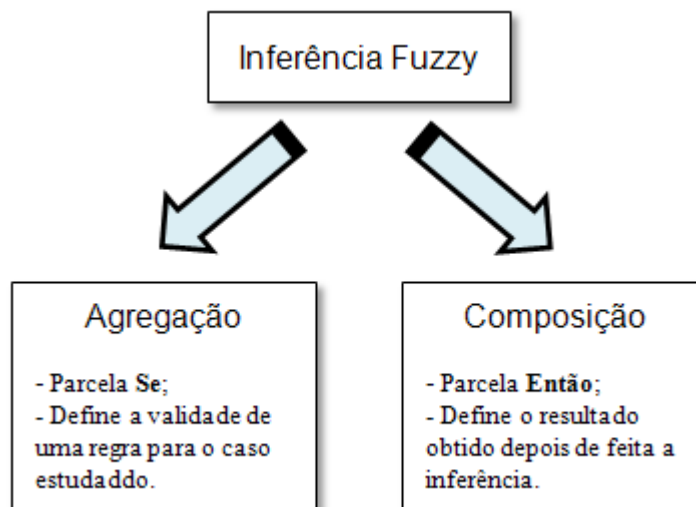 Inferência Fuzzy
Agregação
- Parcela Se;
- Define a validade de
uma regra para o caso
estudaddo.
Composição
- Parcela Então;
- Define o resultado
obtido depois de feita a
inferência.